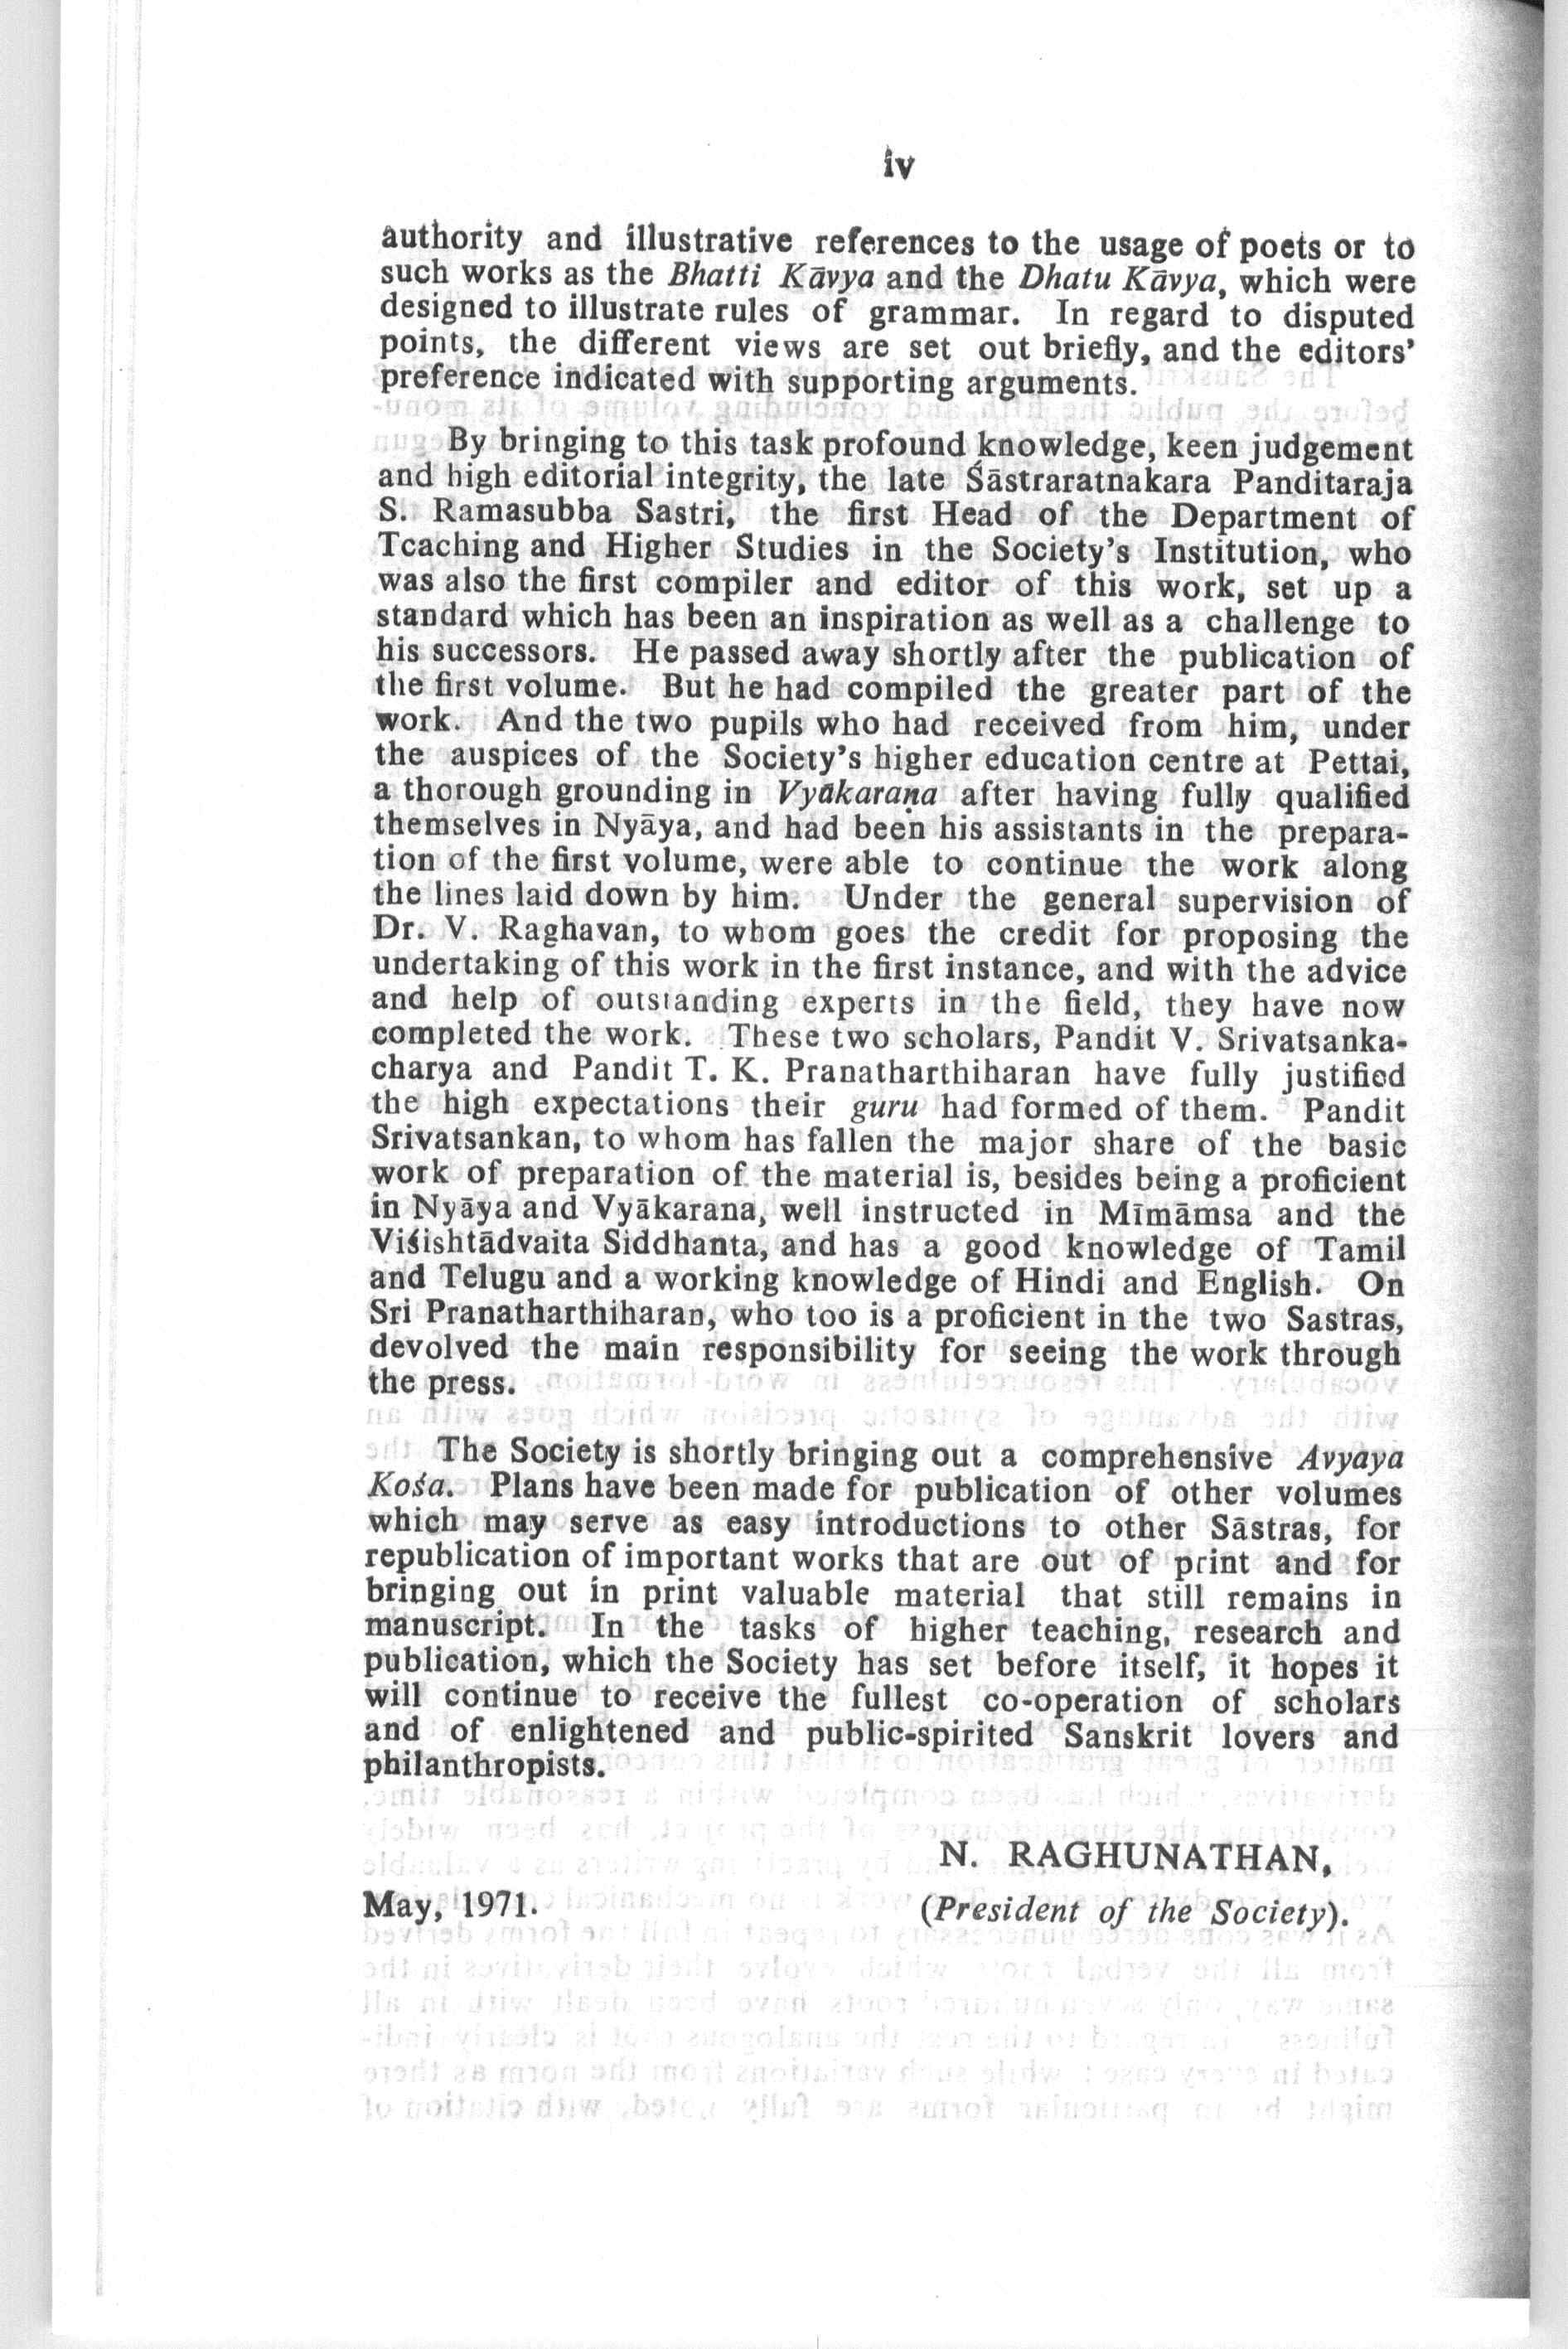 iv
authority and illustrative references to the usage of poets or to
such works as the Bhatti Kāvya and the Dhatu Kāvya, which were
designed to illustrate rules of grammar. In regard to disputed
points, the different views are set out briefly, and the editors'
preference indicated with supporting arguments.
By bringing to this task profound knowledge, keen judgement
and high editorial integrity, the late Śāstraratnakara Panditaraja
S. Ramasubba Sastri, the first Head of the Department of
Teaching and Higher Studies in the Society's Institution, who
was also the first compiler and editor of this work, set up a
standard which has been an inspiration as well as a challenge to
his successors. He passed away shortly after the publication of
the first volume. But he had compiled the greater part of the
work. And the two pupils who had received from him, under
the auspices of the Society's higher education centre at Pettai,
a thorough grounding in Vyākaraṇa after having fully qualified
themselves in Nyāya, and had been his assistants in the prepara-
tion of the first volume, were able to continue the work along
the lines laid down by him. Under the general supervision of
Dr. V. Raghavan, to whom goes the credit for proposing the
undertaking of this work in the first instance, and with the advice
and help of outstanding experts in the field, they have now
completed the work. These two scholars, Pandit V. Srivatsanka-
charya and Pandit T. K. Pranatharthiharan have fully justified
the high expectations their guru had formed of them. Pandit
Srivatsankan, to whom has fallen the major share of the basic
work of preparation of the material is, besides being a proficient
in Nyāya and Vyākarana, well instructed in Mīmāmsa and the
Viśishtādvaita Siddhanta, and has a good knowledge of Tamil
and Telugu and a working knowledge of Hindi and English. On
Sri Pranatharthiharan, who too is a proficient in the two Sastras,
devolved the main responsibility for seeing the work through
the press.
The Society is shortly bringing out a comprehensive Avyaya
Kośa. Plans have been made for publication of other volumes
which may serve as easy introductions to other Sāstras, for
republication of important works that are out of print and for
bringing out in print valuable material that still remains in
manuscript. In the tasks of higher teaching, research and
publication, which the Society has set before itself, it hopes it
will continue to receive the fullest co-operation of scholars
and of enlightened and public-spirited Sanskrit lovers and
philanthropists.
N. RAGHUNATHAN,
May, 1971. (President of the Society).